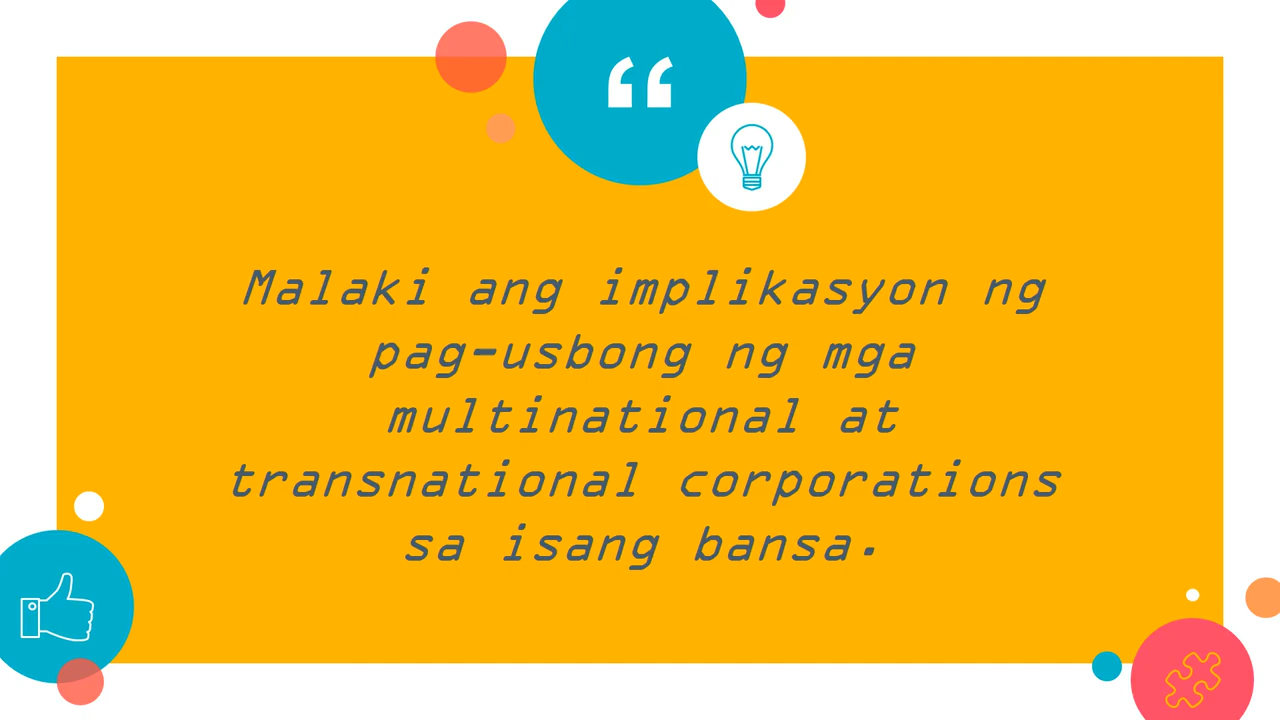 “
Malaki ang implikasyon ng
pag-usbong ng mga
multinational at
transnational corporations
sa isang bansa.